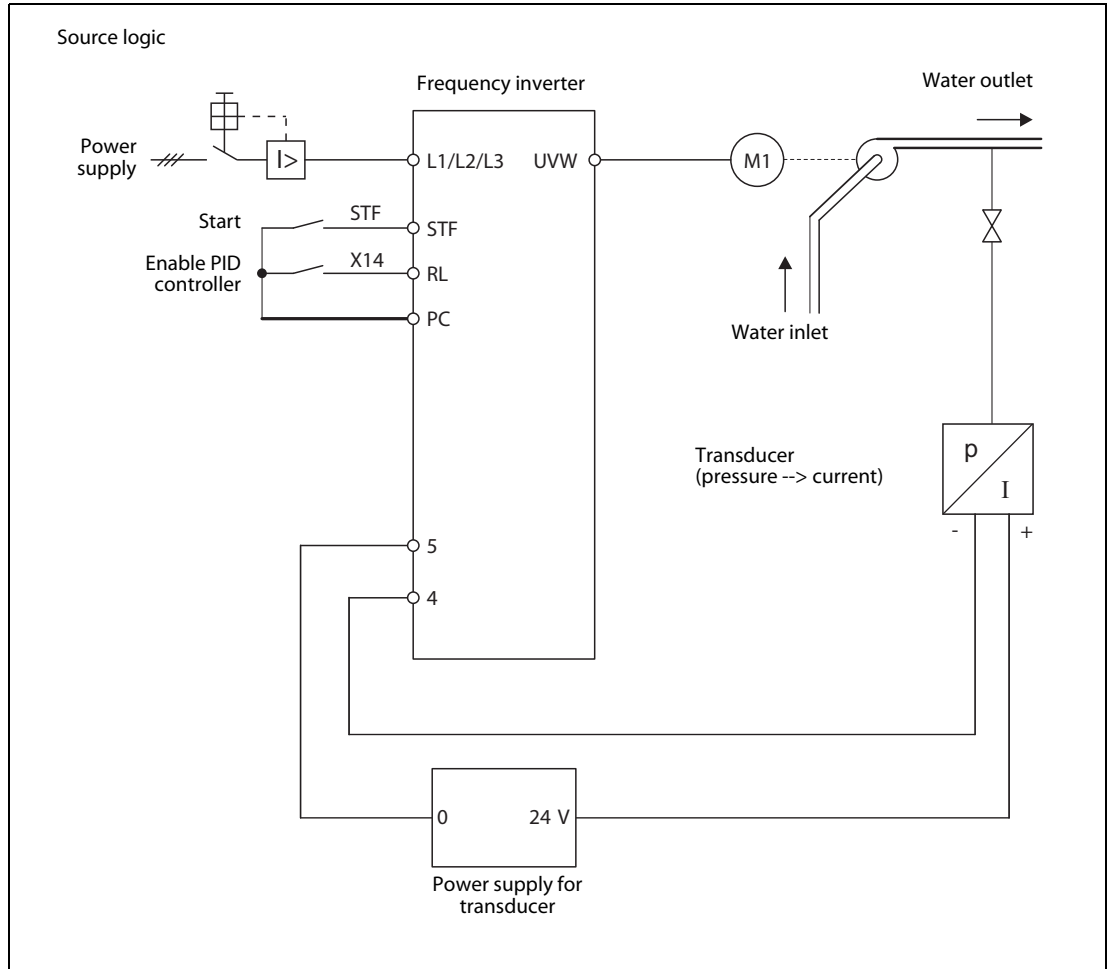 Source logic
Frequency inverter
Water outlet
Power
supply
I>
L1/L2/L3
UVW
M1
Start
STF
STF
Enable PID
controller
X14
RL
PC
Water inlet
Transducer
(pressure --> current)
p
I
-
+
5
4
0
24 V
Power supply for
transducer